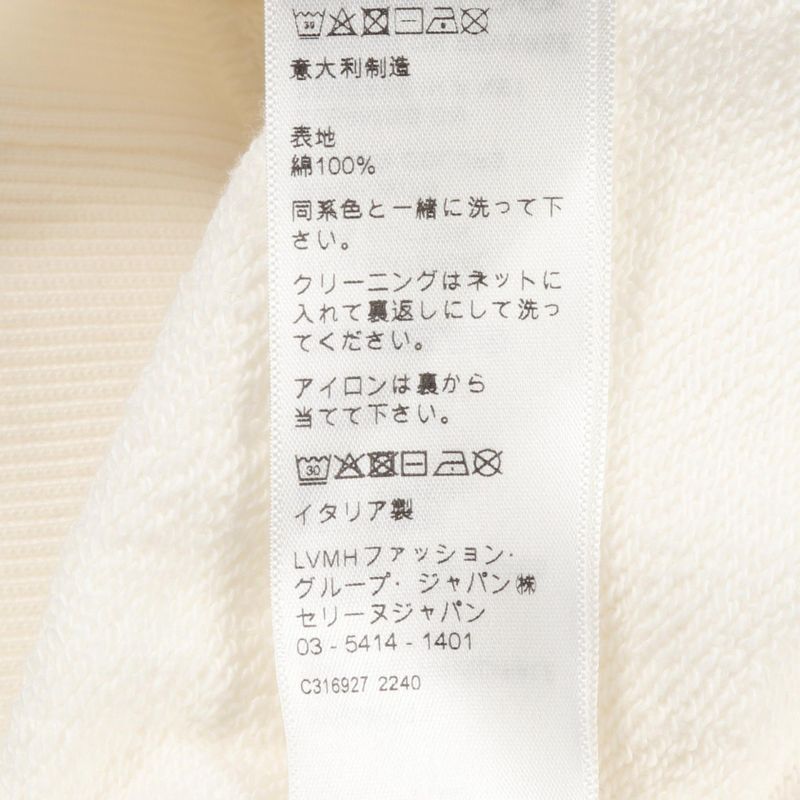 意大利制造
表地
綿100%
同系色と一緒に洗って下
さい。
クリーニングはネットに
入れて裏返しにして洗っ
てください。
アイロンは裏から
当てて下さい。
30
イタリア製
LVMHファッション・
グループ・ジャパン㈱
セリーヌジャパン
03 - 5414 - 1401
C316927 2240